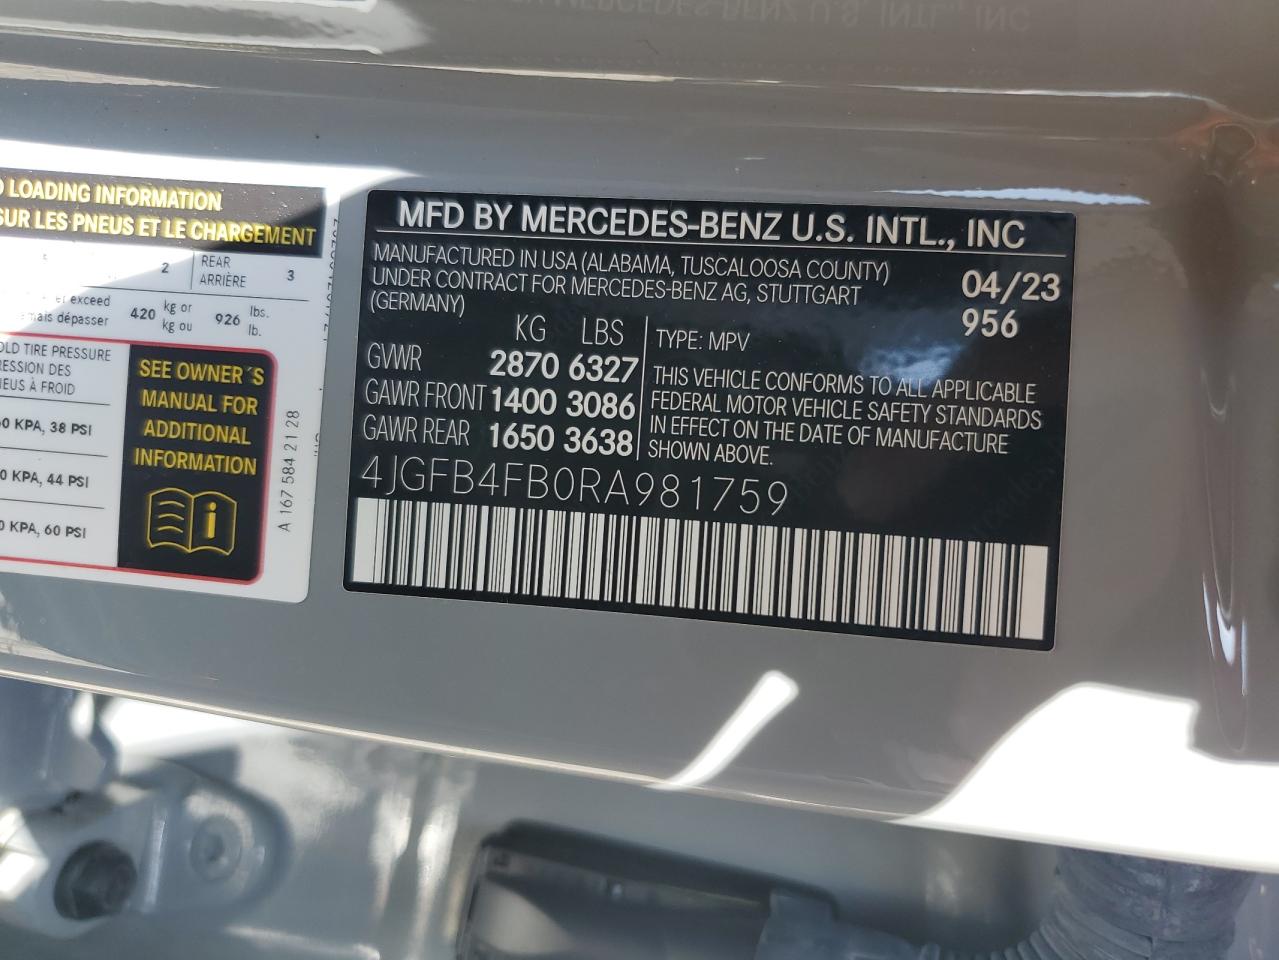 LOADING INFORMATION
SUR LES PNEUS ET LE CHARGEMENT
2 REAR ARRIÈRE 3
exceed
dépasser 420 kg or kg ou 926 lbs. lb.
TIRE PRESSURE
DES
À FROID
KPA, 38 PSI
KPA, 44 PSI
KPA, 60 PSI
SEE OWNER´S
MANUAL FOR
ADDITIONAL
INFORMATION
A 167 584 21 28
MFD BY MERCEDES-BENZ U.S. INTL., INC
MANUFACTURED IN USA (ALABAMA, TUSCALOOSA COUNTY)
UNDER CONTRACT FOR MERCEDES-BENZ AG, STUTTGART
(GERMANY)
04/23
956
KG LBS
GVWR 2870 6327
GAWR FRONT 1400 3086
GAWR REAR 1650 3638
TYPE: MPV
THIS VEHICLE CONFORMS TO ALL APPLICABLE
FEDERAL MOTOR VEHICLE SAFETY STANDARDS
IN EFFECT ON THE DATE OF MANUFACTURE
SHOWN ABOVE.
4JGFB4FB0RA981759